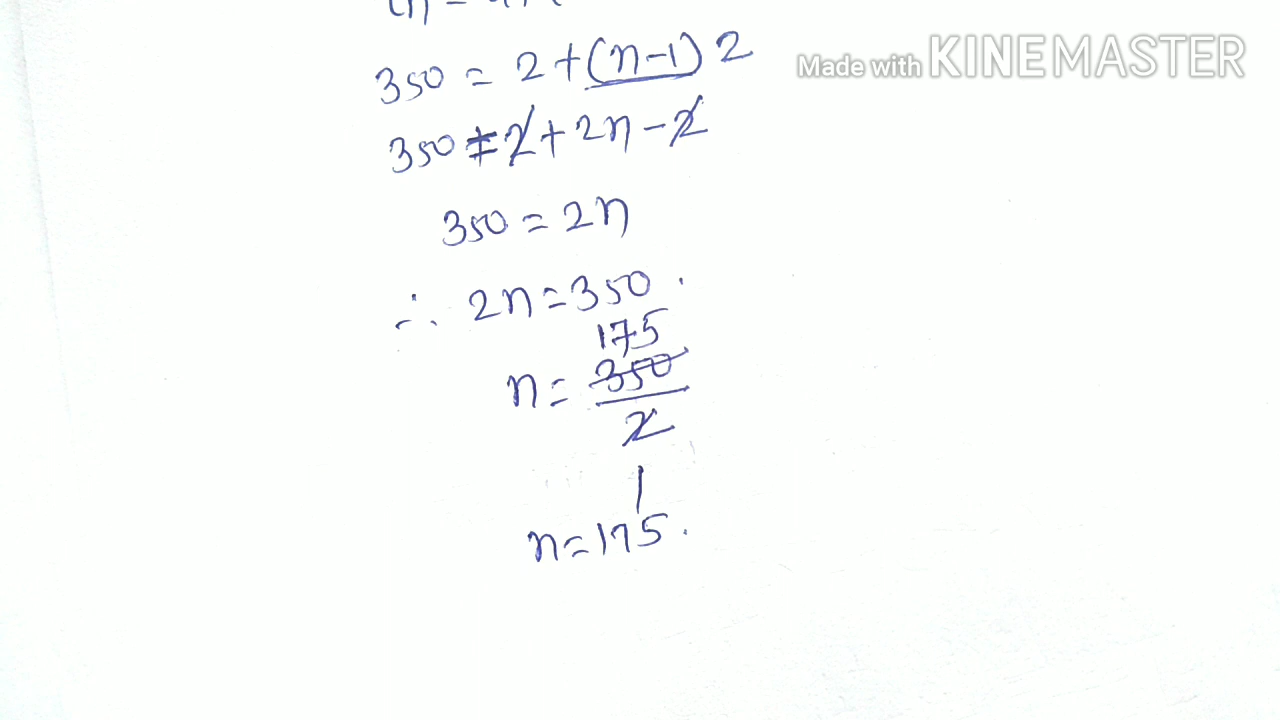 350 = 2 + (n-1) 2
Made with KINEMASTER
350 = 2 + 2n - 2
350 = 2n
∴ 2n = 350.
175
n = 350
2
1
n = 175.